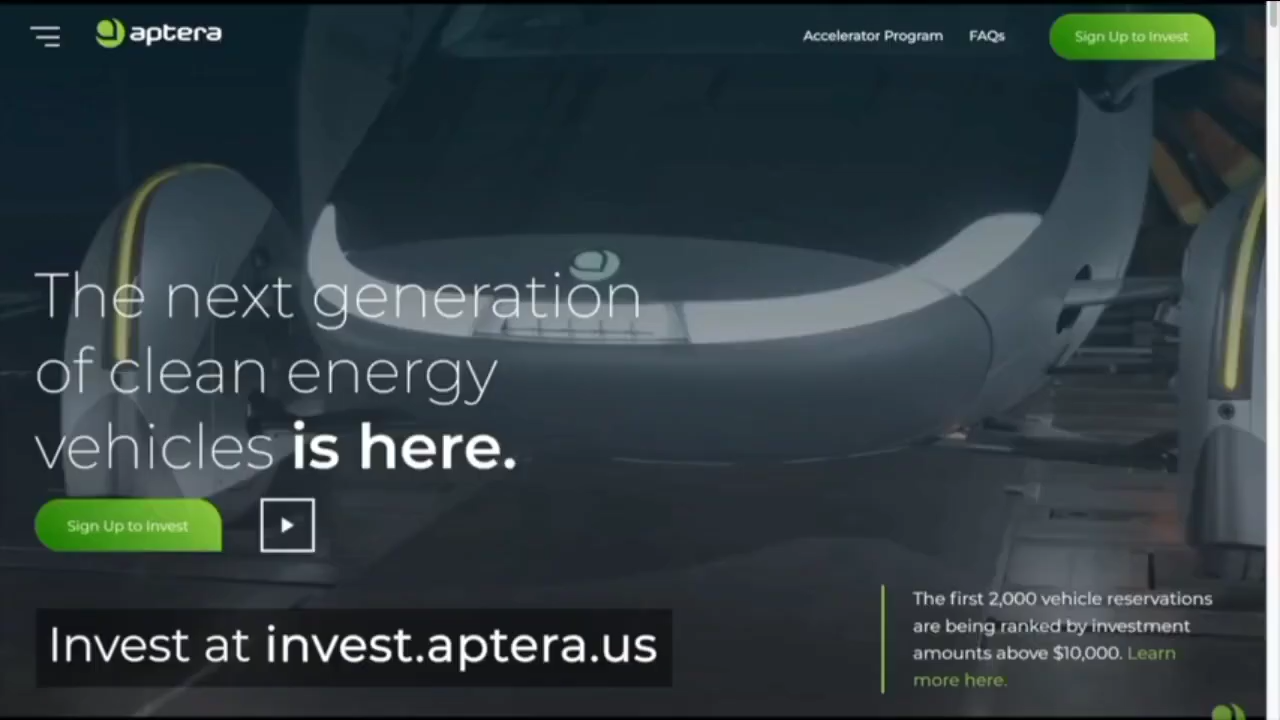 aptera
Accelerator Program
FAQs
Sign Up to Invest
The next generation
of clean energy
vehicles is here.
Sign Up to Invest
Invest at invest.aptera.us
The first 2,000 vehicle reservations
are being ranked by investment
amounts above $10,000. Learn
more here.